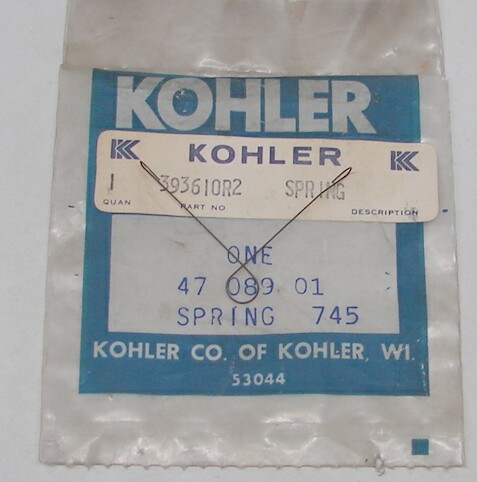 KOHLER
KOHLER
1 393610R2 SPRING
QUAN PART NO DESCRIPTION
ONE
47 089 01
SPRING 745
KOHLER CO. OF KOHLER, WI.
53044